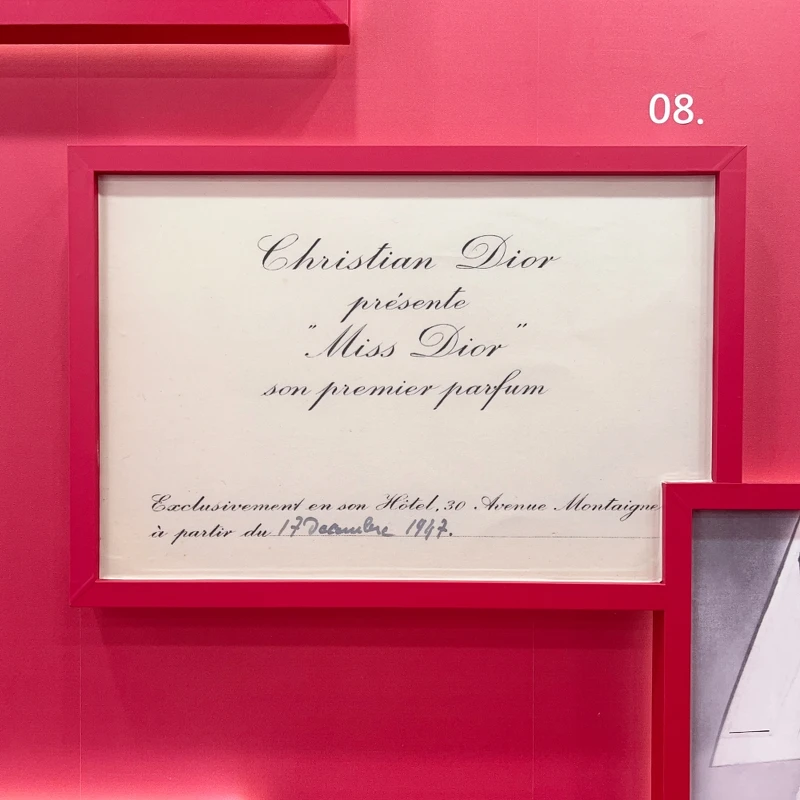 08.
Christian Dior
présente
"Miss Dior"
son premier parfum
Exclusivement en son Hôtel, 30 Avenue Montaigne
à partir du 17 Decembre 1947.